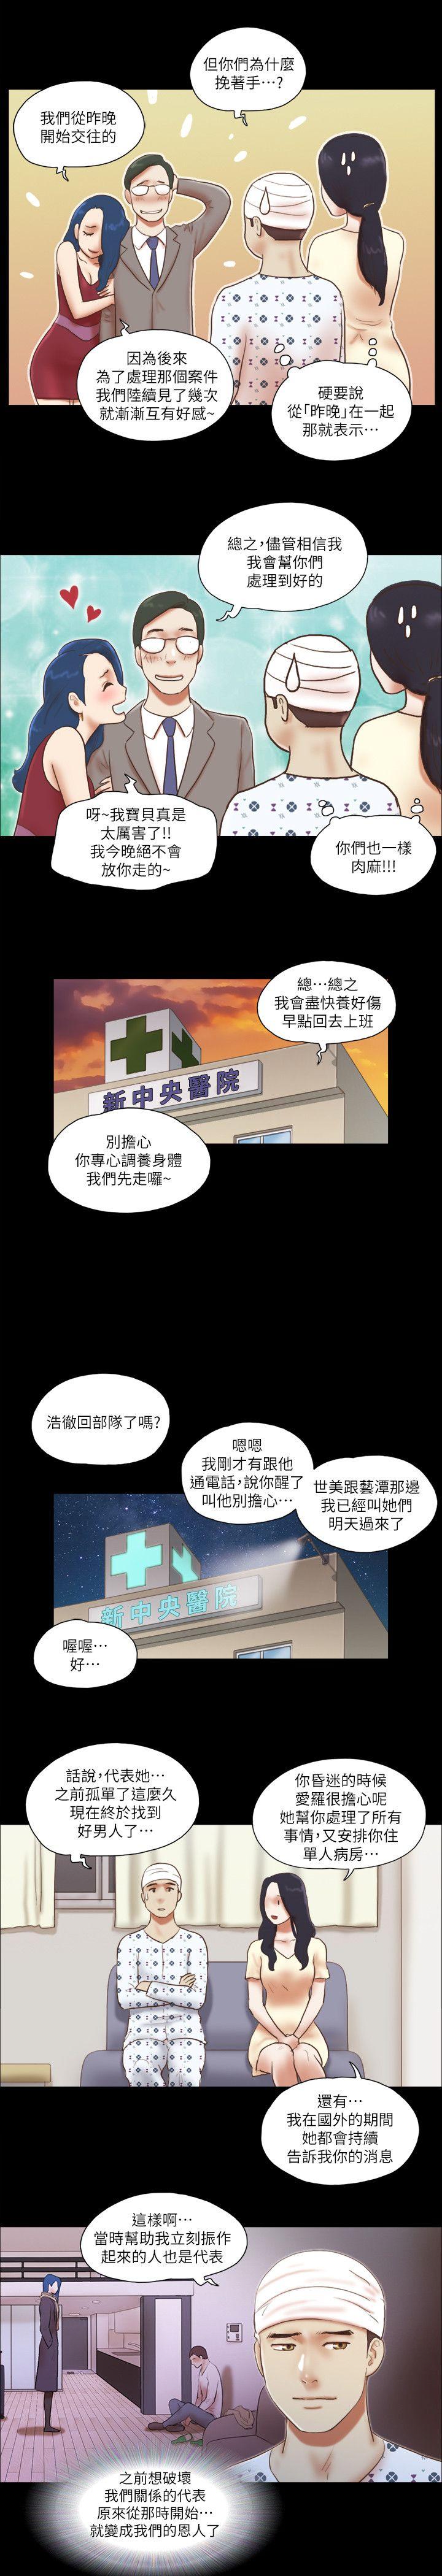 但你們為什麼
挽著手…?
我們從昨晚
開始交往的
因為後來
為了處理那個案件
我們陸續見了幾次
就漸漸互有好感~
硬要說
從「昨晚」在一起
那就表示…
總之,儘管相信我
我會幫你們
處理到好的
呀~我寶貝真是
太厲害了!!
我今晚絕不會
放你走的~
你們也一樣
肉麻!!!
總…總之
我會盡快養好傷
早點回去上班
新中央醫院
別擔心
你專心調養身體
我們先走囉~
浩徹回部隊了嗎?
嗯嗯
我剛才有跟他
通電話,說你醒了
叫他別擔心…
世美跟藝潭那邊
我已經叫她們
明天過來了
新中央醫院
喔喔…
好…
話說,代表她…
之前孤單了這麼久
現在終於找到
好男人了…
你昏迷的時候
愛羅很擔心呢
她幫你處理了所有
事情,又安排你住
單人病房…
還有…
我在國外的期間
她都會持續
告訴我你的消息
這樣啊…
當時幫助我立刻振作
起來的人也是代表
之前想破壞
我們關係的代表
原來從那時開始…
就變成我們的恩人了